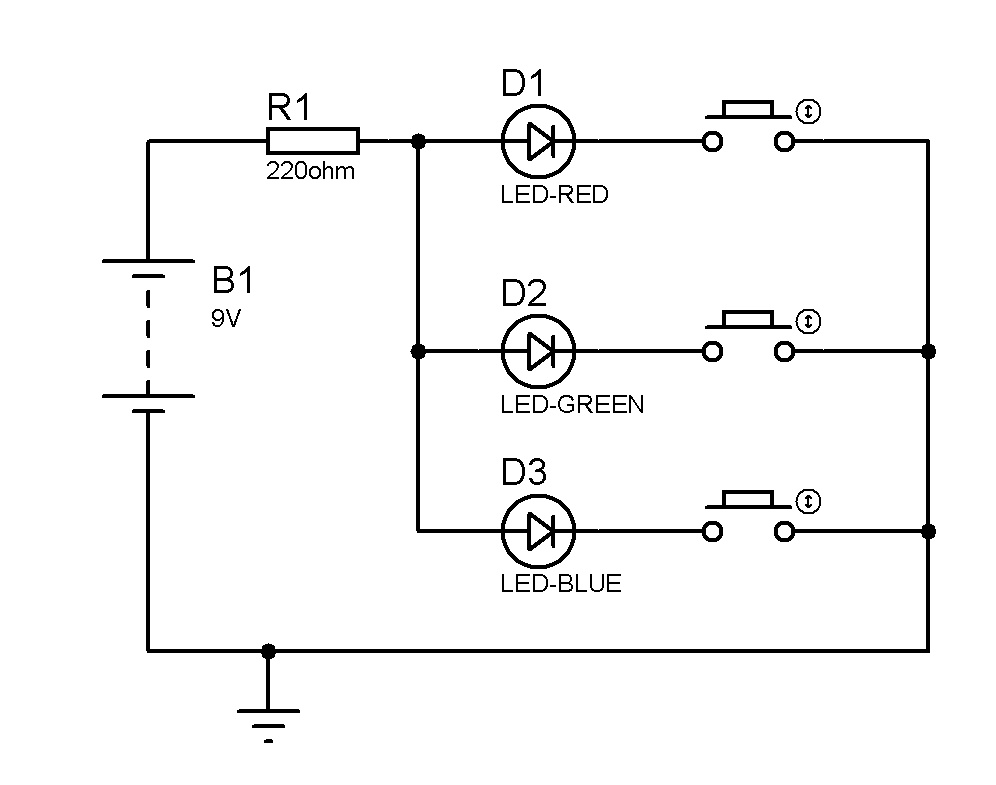 D1
R1
220ohm
LED-RED
B1
9V
D2
LED-GREEN
D3
LED-BLUE